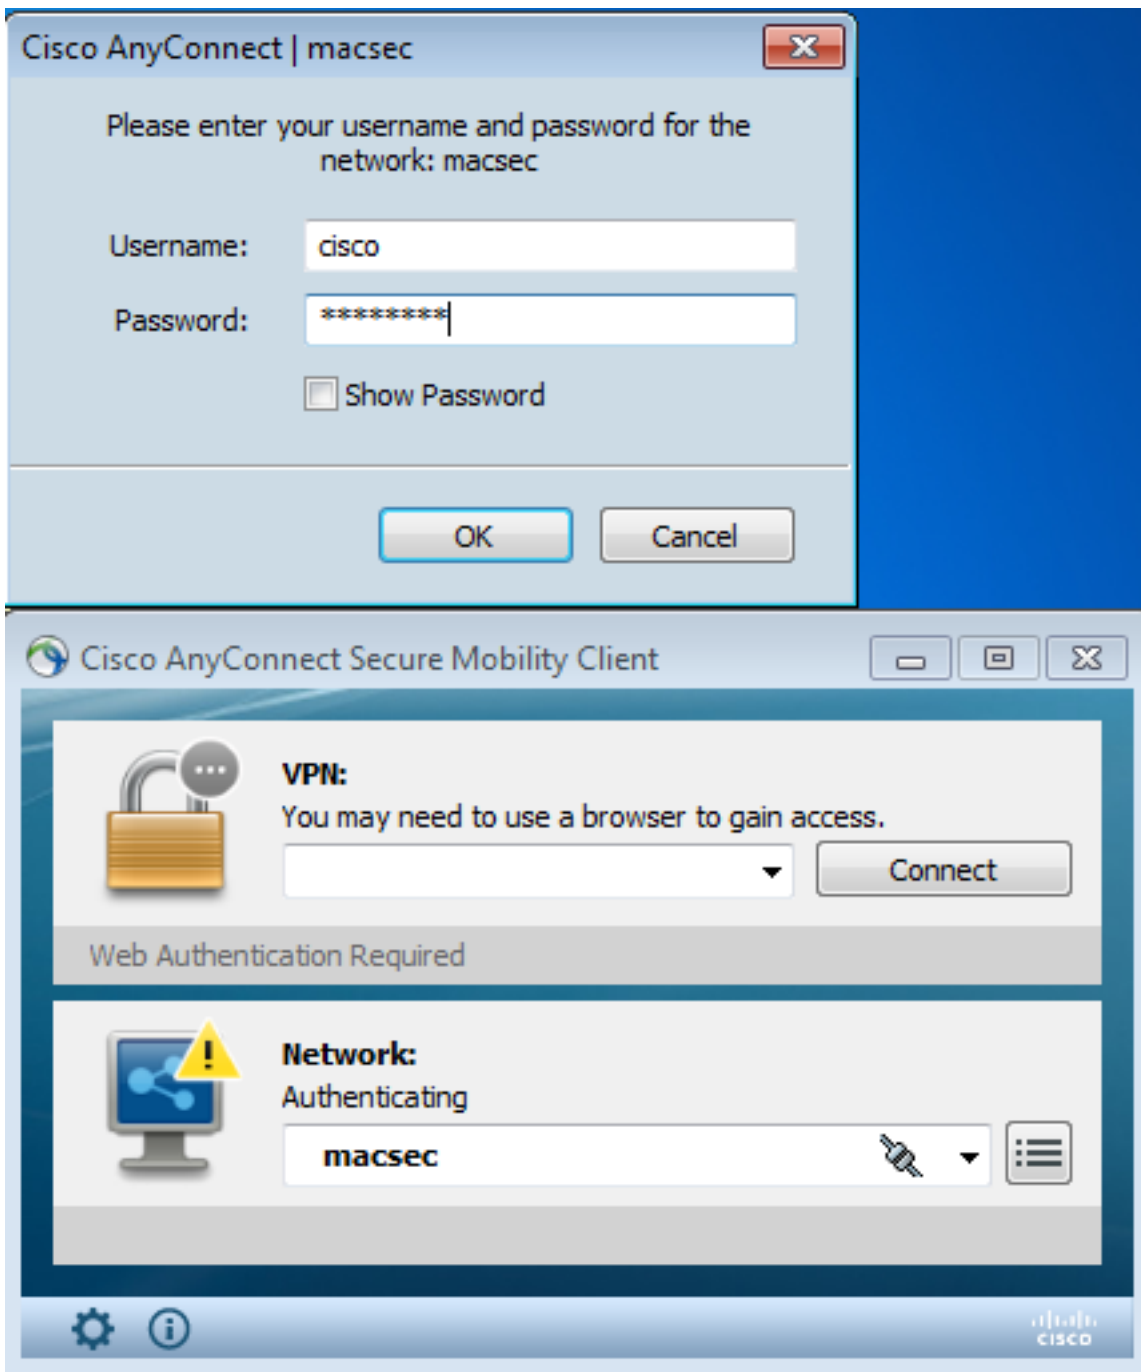 Cisco AnyConnect | macsec
Please enter your username and password for the
network: macsec
Username: cisco
Password: ********
Show Password
OK Cancel
Cisco AnyConnect Secure Mobility Client
VPN:
You may need to use a browser to gain access.
Connect
Web Authentication Required
Network:
Authenticating
macsec
CISCO